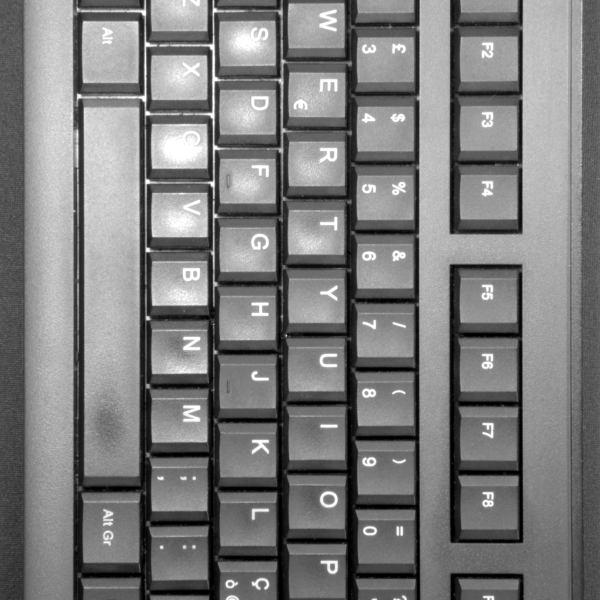 F2 F3 F4 F5 F6 F7 F8
£ $ % & / ( ) =
3 4 5 6 7 8 9 0
W E € R T Y U I O P
S D F G H J K L Ç
Z X C V B N M ; , : .
Alt Alt Gr